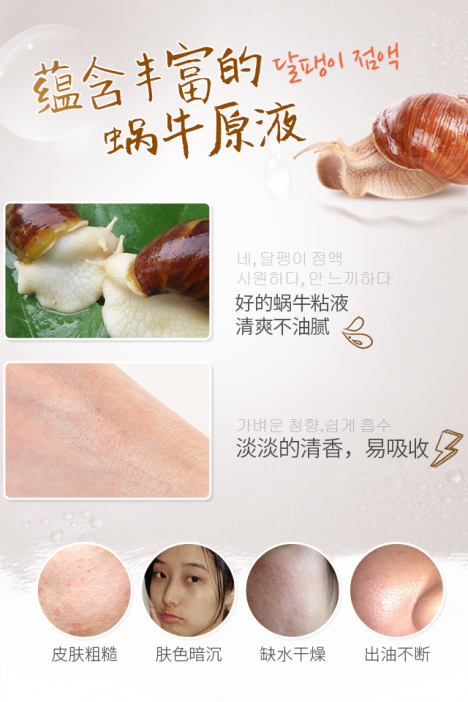 蕴含丰富的
달팽이 점액
蜗牛原液
네, 달팽이 점액
시원하다, 안 느끼하다
好的蜗牛粘液
清爽不油腻
가벼운 청향.쉽게 흡수
淡淡的清香，易吸收
皮肤粗糙
肤色暗沉
缺水干燥
出油不断